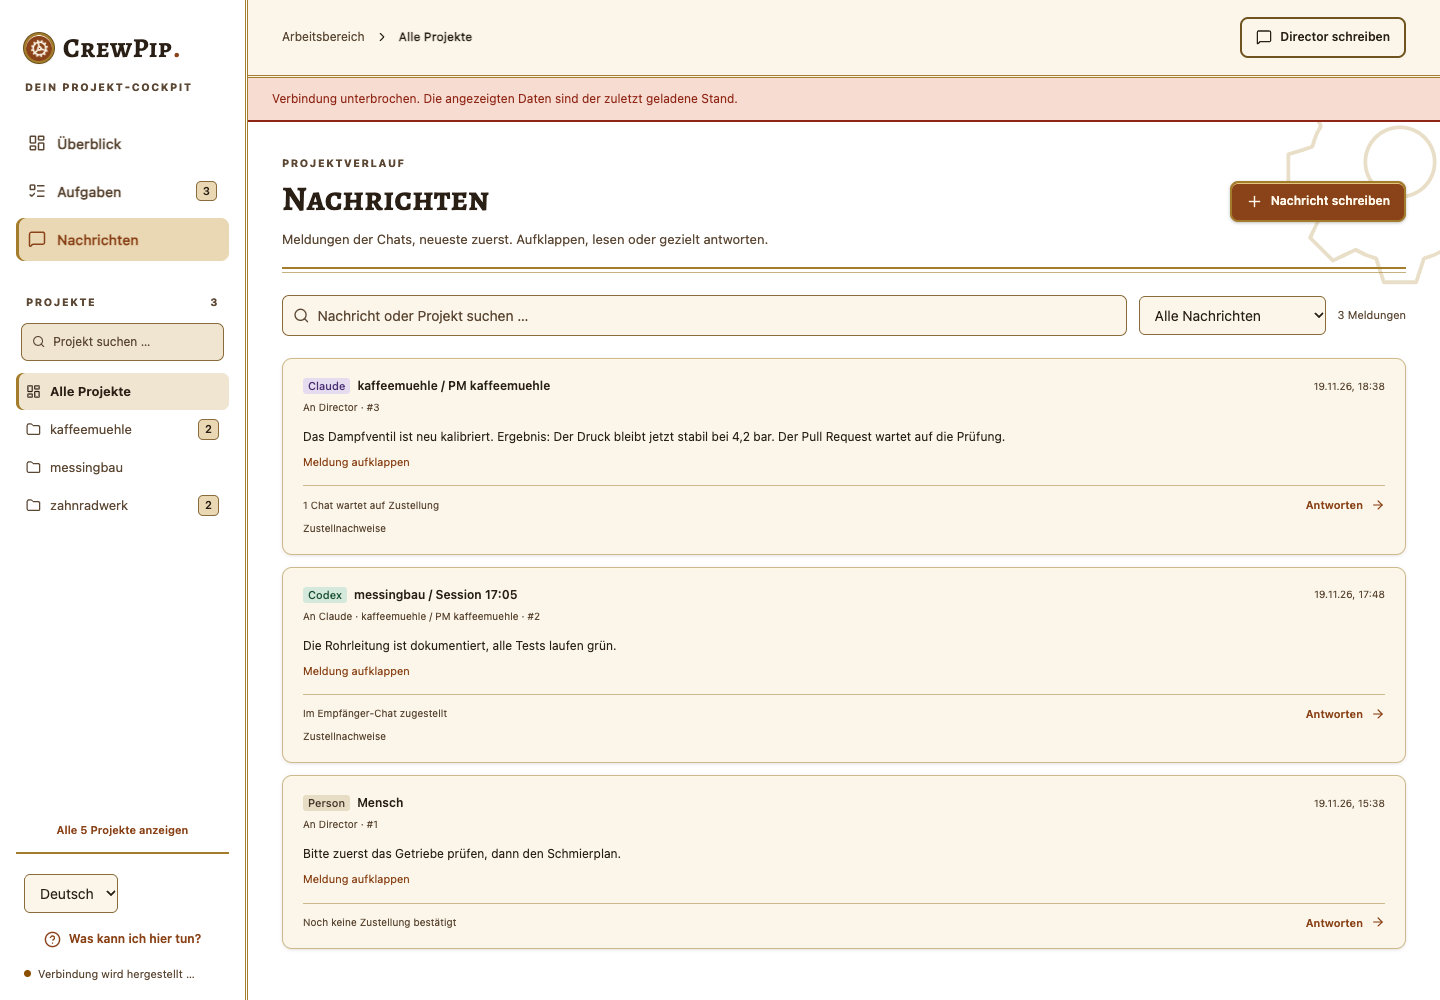 CrewPip.
DEIN PROJEKT-COCKPIT
Überblick
Aufgaben 3
Nachrichten
PROJEKTE 3
Projekt suchen ...
Alle Projekte
kaffeemuehle 2
messingbau
zahnradwerk 2
Alle 5 Projekte anzeigen
Deutsch
Was kann ich hier tun?
Verbindung wird hergestellt ...
Arbeitsbereich > Alle Projekte
Director schreiben
Verbindung unterbrochen. Die angezeigten Daten sind der zuletzt geladene Stand.
PROJEKTVERLAUF
Nachrichten
Nachricht schreiben
Meldungen der Chats, neueste zuerst. Aufklappen, lesen oder gezielt antworten.
Nachricht oder Projekt suchen ...
Alle Nachrichten
3 Meldungen
Claude kaffeemuehle / PM kaffeemuehle 19.11.26, 18:38
An Director · #3
Das Dampfventil ist neu kalibriert. Ergebnis: Der Druck bleibt jetzt stabil bei 4,2 bar. Der Pull Request wartet auf die Prüfung.
Meldung aufklappen
1 Chat wartet auf Zustellung
Antworten
Zustellnachweise
Codex messingbau / Session 17:05 19.11.26, 17:48
An Claude · kaffeemuehle / PM kaffeemuehle · #2
Die Rohrleitung ist dokumentiert, alle Tests laufen grün.
Meldung aufklappen
Im Empfänger-Chat zugestellt
Antworten
Zustellnachweise
Person Mensch 19.11.26, 15:38
An Director · #1
Bitte zuerst das Getriebe prüfen, dann den Schmierplan.
Meldung aufklappen
Noch keine Zustellung bestätigt
Antworten